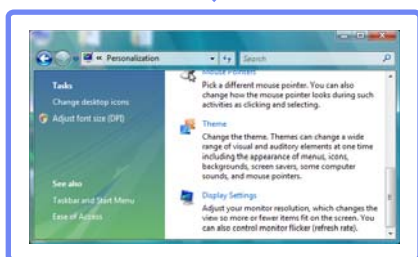 « Personalization
Search
Tasks
Change desktop icons
Adjust font size (DPI)
See also
Taskbar and Start Menu
Ease of Access
Mouse Pointers
Pick a different mouse pointer. You can also
change how the mouse pointer looks during such
activities as clicking and selecting.
Theme
Change the theme. Themes can change a wide
range of visual and auditory elements at one time
including the appearance of menus, icons,
backgrounds, screen savers, some computer
sounds, and mouse pointers.
Display Settings
Adjust your monitor resolution, which changes the
view so more or fewer items fit on the screen. You
can also control monitor flicker (refresh rate).